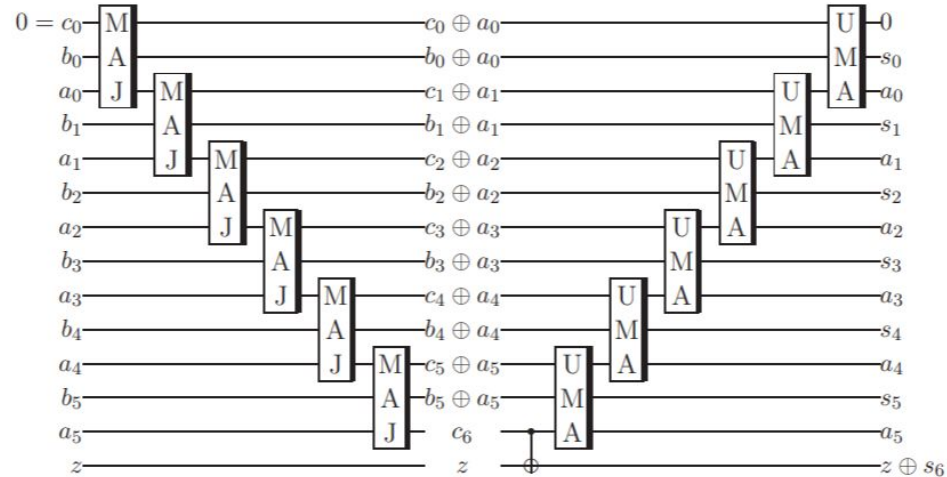 0 = c₀ M A J c₀ ⊕ a₀ U M A 0
b₀ b₀ ⊕ a₀ s₀
a₀ M A J c₁ ⊕ a₁ U M A a₀
b₁ b₁ ⊕ a₁ s₁
a₁ M A J c₂ ⊕ a₂ U M A a₁
b₂ b₂ ⊕ a₂ s₂
a₂ M A J c₃ ⊕ a₃ U M A a₂
b₃ b₃ ⊕ a₃ s₃
a₃ M A J c₄ ⊕ a₄ U M A a₃
b₄ b₄ ⊕ a₄ s₄
a₄ M A J c₅ ⊕ a₅ U M A a₄
b₅ b₅ ⊕ a₅ s₅
a₅ c₆ a₅
z z z ⊕ s₆